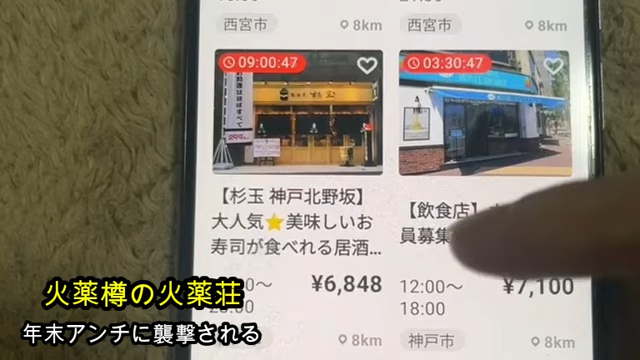 西宮市
8km
8km
09:00:47
03:30:47
【杉玉 神戸北野坂】
大人気⭐美味しいお
寿司が食べれる居酒...
¥6,848
8km
【飲食店】
員募集
12:00〜
18:00
¥7,100
神戸市
8km
火薬樽の火薬荘
年末アンチに襲撃される